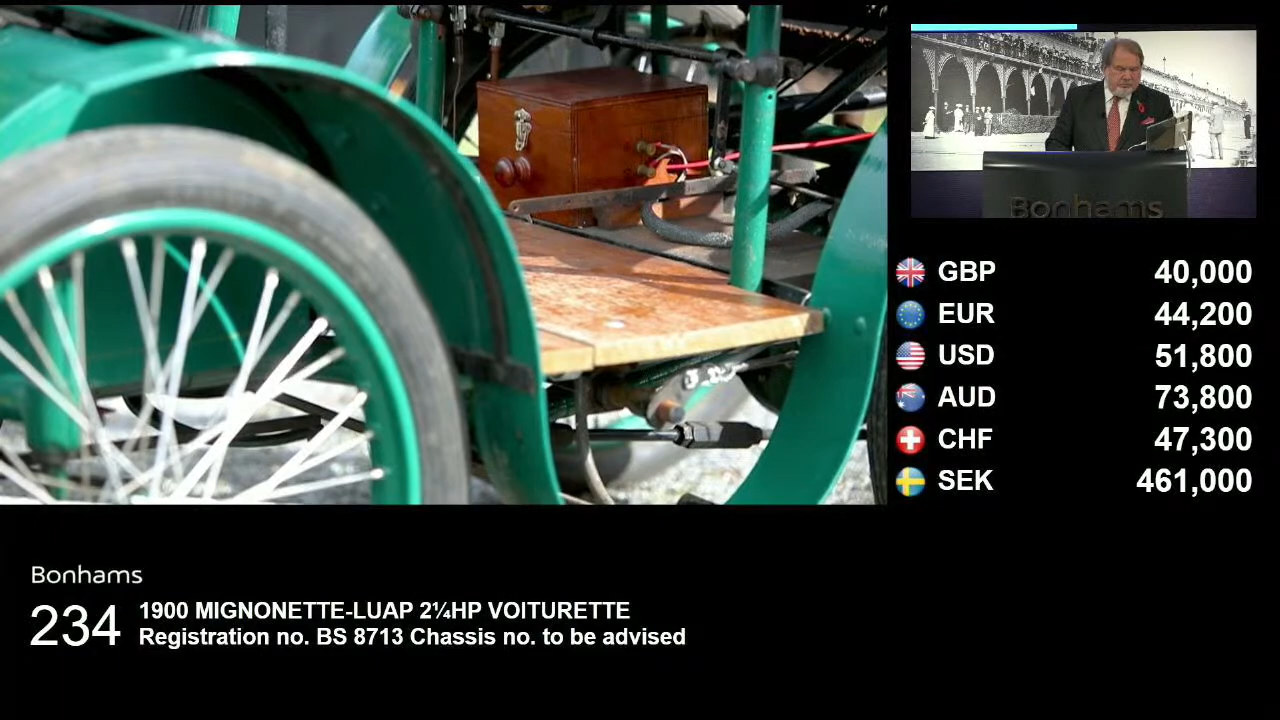 Bonhams
GBP 40,000
EUR 44,200
USD 51,800
AUD 73,800
CHF 47,300
SEK 461,000
Bonhams
234
1900 MIGNONETTE-LUAP 2¼HP VOITURETTE
Registration no. BS 8713 Chassis no. to be advised